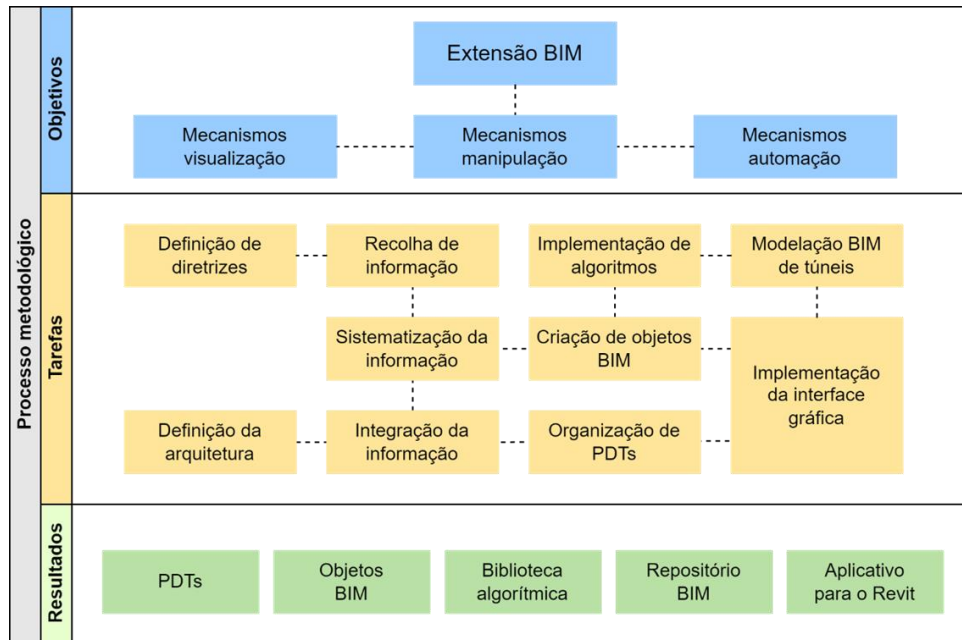 Processo metodológico
Objetivos
Extensão BIM
Mecanismos
visualização
Mecanismos
manipulação
Mecanismos
automação
Tarefas
Definição de
diretrizes
Recolha de
informação
Implementação de
algoritmos
Modelação BIM
de túneis
Sistematização da
informação
Criação de objetos
BIM
Implementação
da interface
gráfica
Definição da
arquitetura
Integração da
informação
Organização de
PDTs
Resultados
PDTs
Objetos
BIM
Biblioteca
algorítmica
Repositório
BIM
Aplicativo
para o Revit